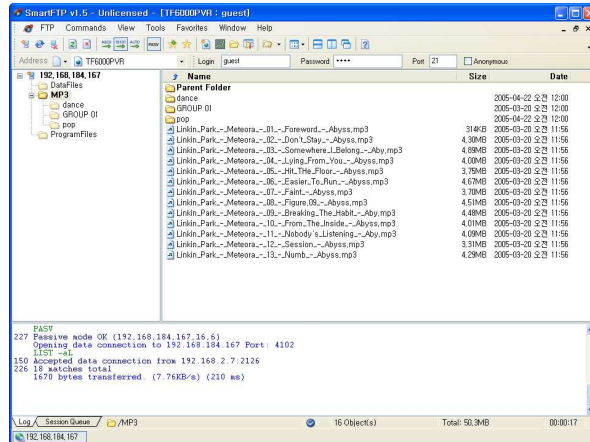 SmartFTP v1.5 - Unlicensed - [TF6000PVR : guest]
FTP Commands View Tools Favorites Window Help
Address TF6000PVR Login guest Password •••• Port 21 Anonymous
192,168,184,167
DataFiles
MP3
dance
GROUP 01
pop
ProgramFiles
Name Size Date
Parent Folder
dance 2005-04-22 오전 12:00
GROUP 01 2005-03-20 오전 12:00
pop 2005-04-22 오전 12:00
Linkin_Park_-_Meteora_-_01_-_Foreword_-_Abyss,mp3 314KB 2005-03-20 오전 11:56
Linkin_Park_-_Meteora_-_02_-_Don't_Stay_-_Abyss,mp3 4,30MB 2005-03-20 오전 11:56
Linkin_Park_-_Meteora_-_03_-_Somewhere_I_Belong_-_Aby,mp3 4,89MB 2005-03-20 오전 11:56
Linkin_Park_-_Meteora_-_04_-_Lying_From_You_-_Abyss,mp3 4,00MB 2005-03-20 오전 11:56
Linkin_Park_-_Meteora_-_05_-_Hit_THe_Floor_-_Abyss,mp3 3,75MB 2005-03-20 오전 11:56
Linkin_Park_-_Meteora_-_06_-_Easier_To_Run_-_Abyss,mp3 4,67MB 2005-03-20 오전 11:56
Linkin_Park_-_Meteora_-_07_-_Faint_-_Abyss,mp3 3,70MB 2005-03-20 오전 11:56
Linkin_Park_-_Meteora_-_08_-_Figure,09_-_Abyss,mp3 4,51MB 2005-03-20 오전 11:56
Linkin_Park_-_Meteora_-_09_-_Breaking_The_Habit_-_Aby,mp3 4,48MB 2005-03-20 오전 11:56
Linkin_Park_-_Meteora_-_10_-_From_The_Inside_-_Abyss,mp3 4,01MB 2005-03-20 오전 11:56
Linkin_Park_-_Meteora_-_11_-_Nobody's_Listening_-_Aby,mp3 4,09MB 2005-03-20 오전 11:56
Linkin_Park_-_Meteora_-_12_-_Session_-_Abyss,mp3 3,31MB 2005-03-20 오전 11:56
Linkin_Park_-_Meteora_-_13_-_Numb_-_Abyss,mp3 4,29MB 2005-03-20 오전 11:56
PASV
227 Passive mode OK (192.168.184.167.16.6)
Opening data connection to 192.168.184.167 Port: 4102
LIST -aL
150 Accepted data connection from 192.168.2.7:2126
226 18 matches total
1670 bytes transferred. (7.76KB/s) (210 ms)
Log Session Queue /MP3 16 Object(s) Total: 50,3MB 00:00:17
192,168,184,167